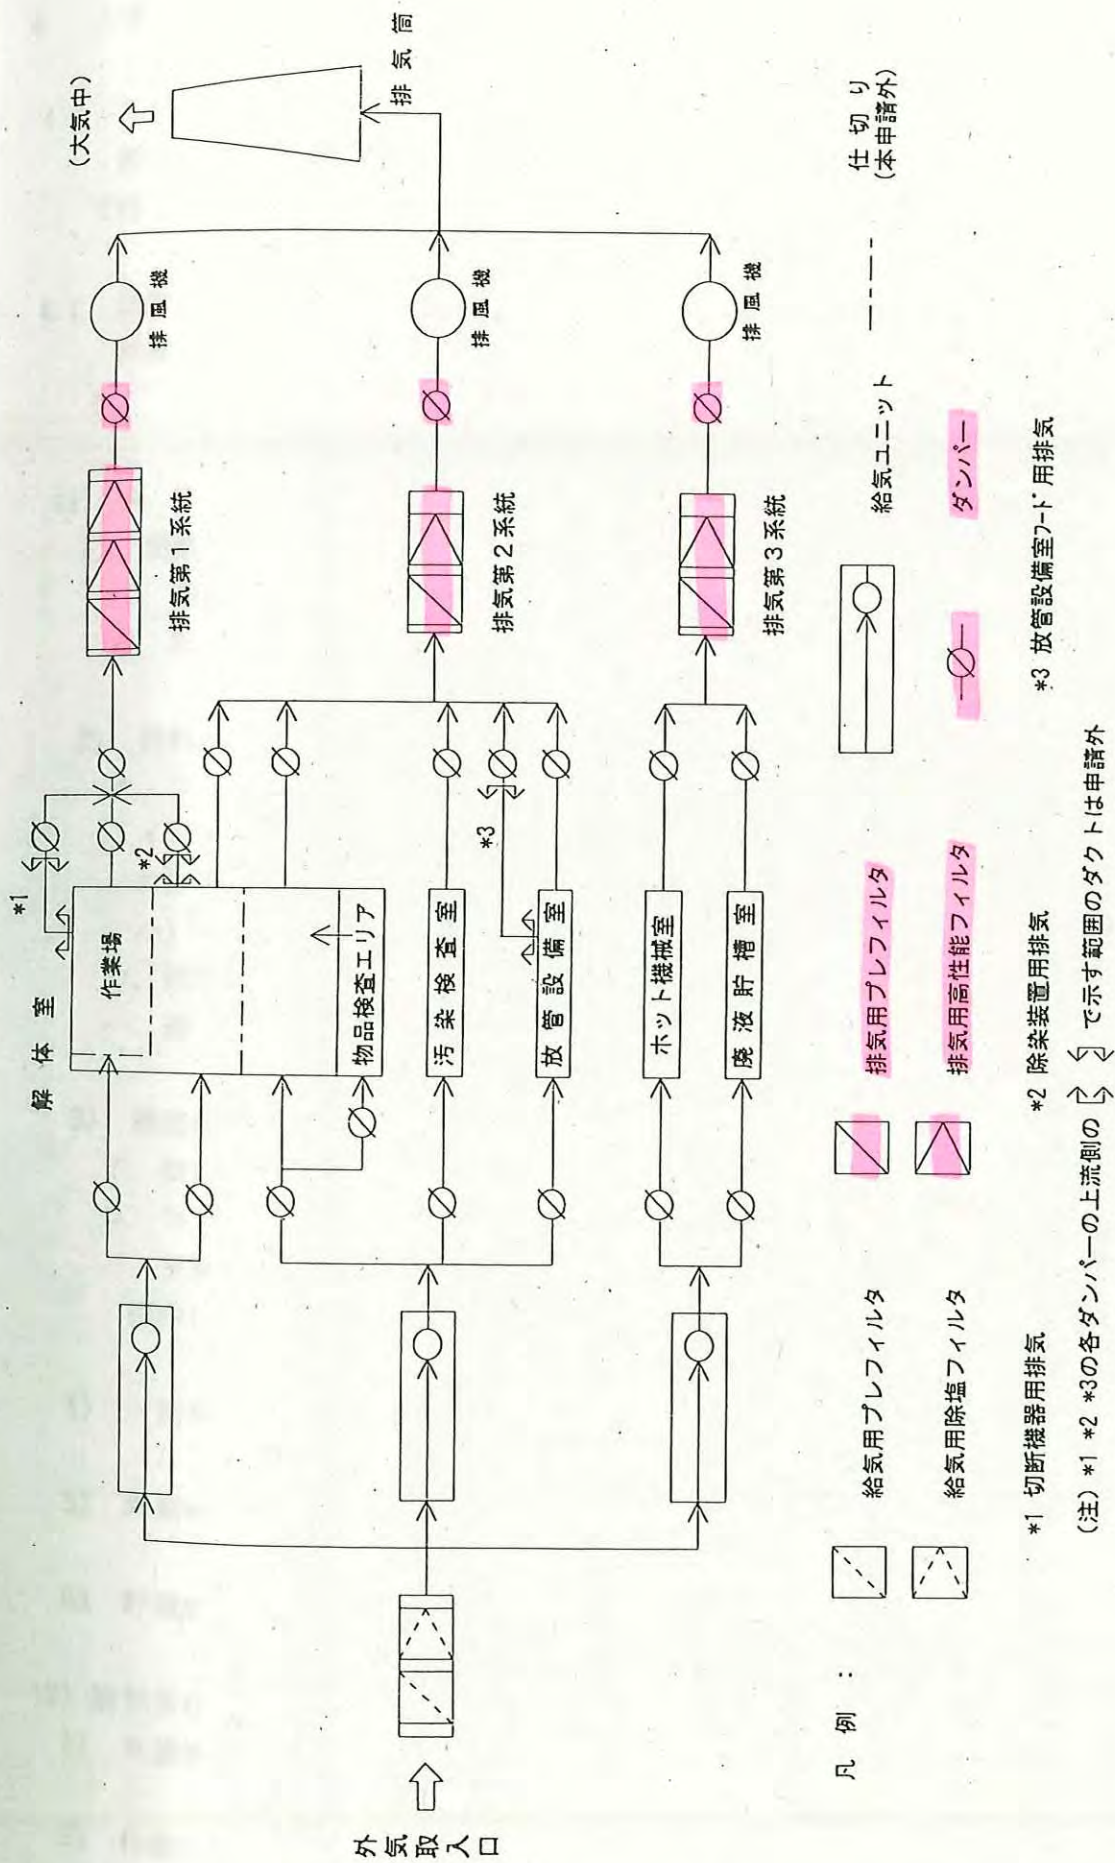 (大気中)
排気筒
排風機
排風機
排風機
排気第1系統
排気第2系統
排気第3系統
*1
*2
*3
解体室
作業場
物品検査エリア
汚染検査室
放管設備室
ホット機械室
廃液貯槽室
外気取入口
凡例:
給気用プレフィルタ
排気用プレフィルタ
給気ユニット
仕切り
(本申請外)
給気用除塩フィルタ
排気用高性能フィルタ
ダンパー
*1 切断機器用排気
*2 除染装置用排気
*3 放管設備室フード用排気
(注) *1 *2 *3の各ダンパーの上流側の で示す範囲のダクトは申請外